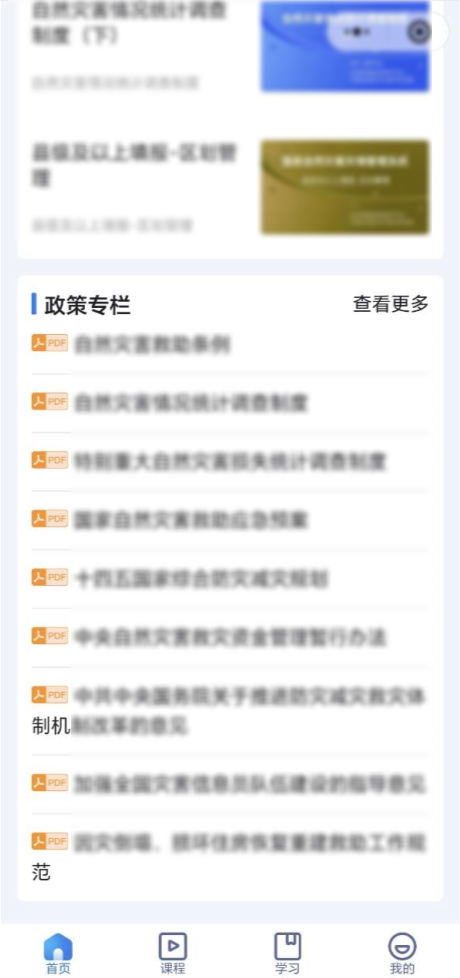 自然灾害情况统计调查
制度（下）
自然灾害情况统计调查制度
县级及以上填报-区划管
理
县级及以上填报-区划管理
政策专栏
查看更多
PDF 自然灾害救助条例
PDF 自然灾害情况统计调查制度
PDF 特别重大自然灾害损失统计调查制度
PDF 国家自然灾害救助应急预案
PDF 十四五国家综合防灾减灾规划
PDF 中央自然灾害救灾资金管理暂行办法
PDF 中共中央国务院关于推进防灾减灾救灾体
制机制改革的意见
PDF 加强全国灾害信息员队伍建设的指导意见
PDF 因灾倒塌、损坏住房恢复重建救助工作规
范
首页
课程
学习
我的